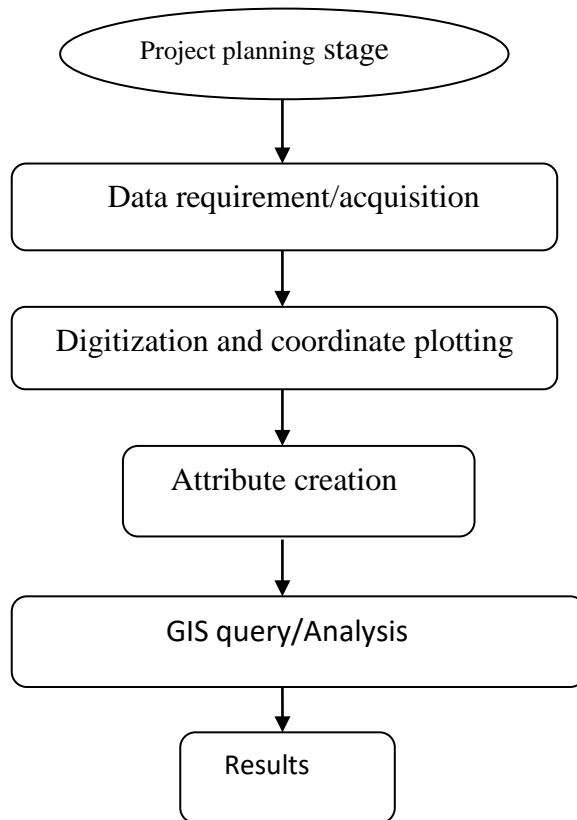 Project planning stage
Data requirement/acquisition
Digitization and coordinate plotting
Attribute creation
GIS query/Analysis
Results